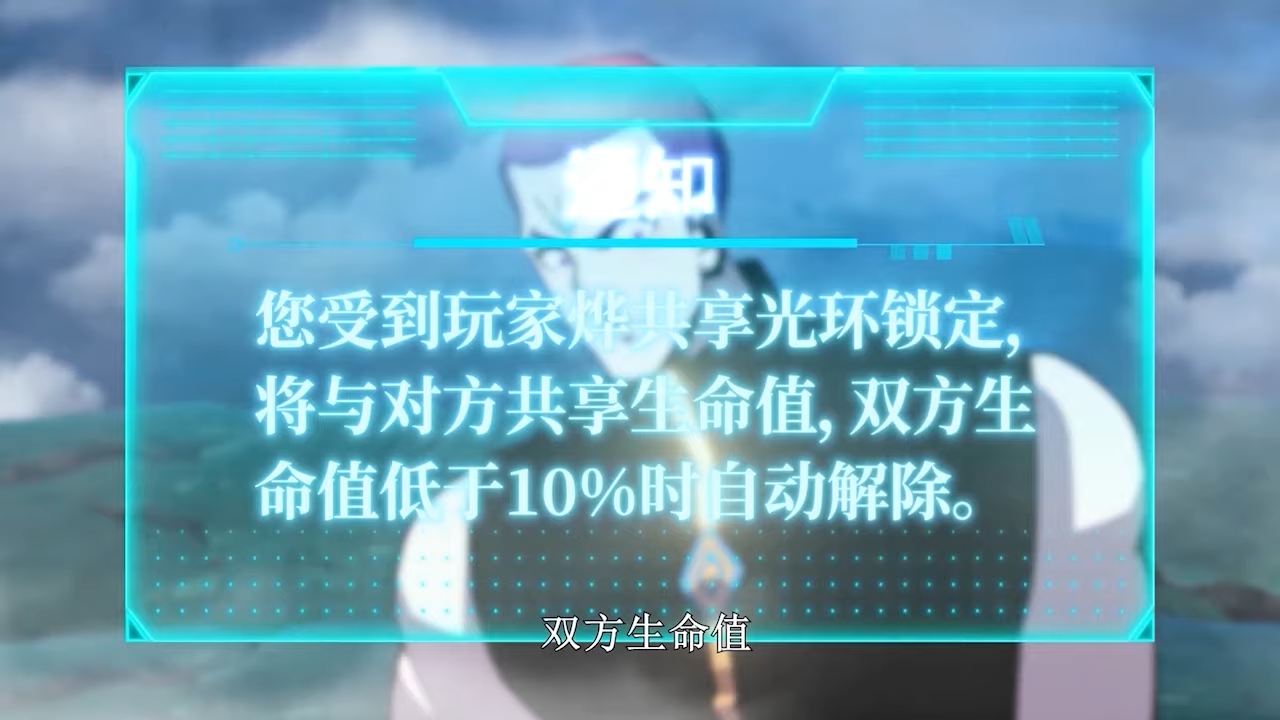 通知
您受到玩家烨共享光环锁定,
将与对方共享生命值, 双方生
命值低于10%时自动解除。
双方生命值